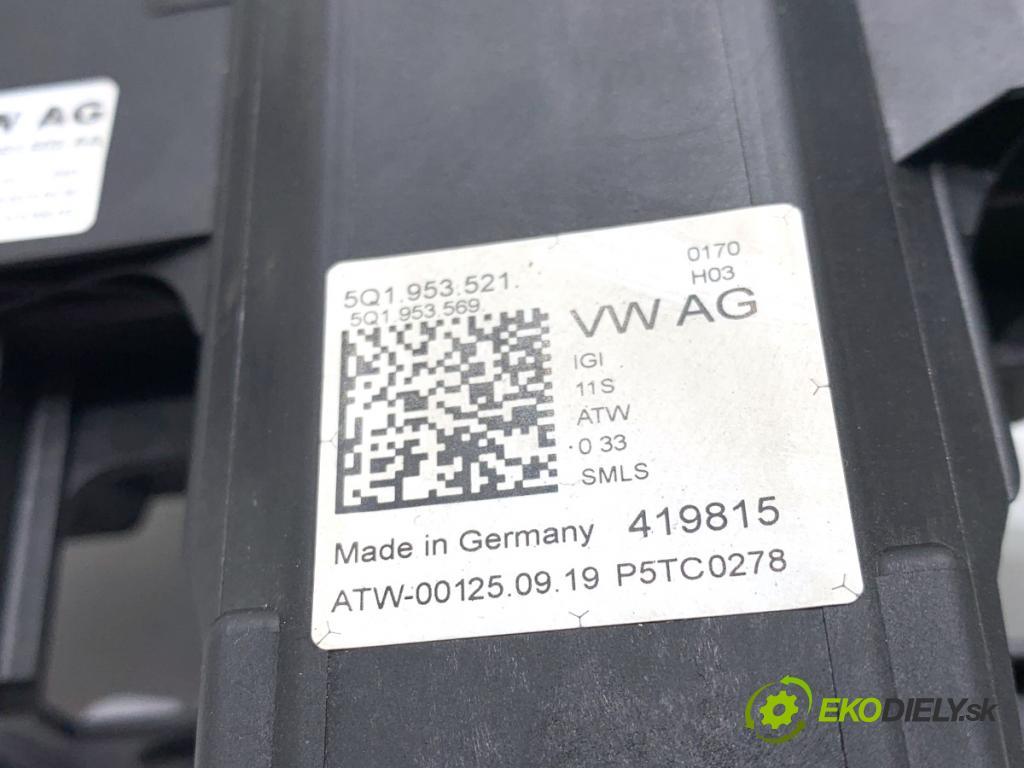 AG
5Q1.953.521.
5Q1.953.569
0170
H03
VW AG
IGI
11S
ATW
·0 33
SMLS
Made in Germany 419815
ATW-00125.09.19 P5TC0278
EKODIELY.sk